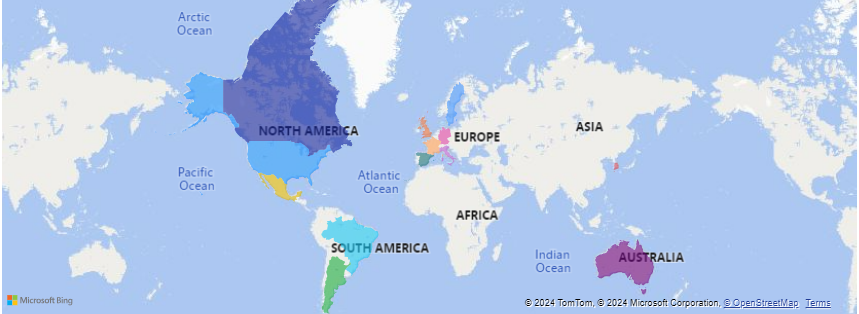 Arctic
Ocean
NORTH AMERICA
EUROPE
ASIA
Pacific
Ocean
Atlantic
Ocean
AFRICA
SOUTH AMERICA
Indian
Ocean
AUSTRALIA
Microsoft Bing
© 2024 TomTom, © 2024 Microsoft Corporation, © OpenStreetMap Terms